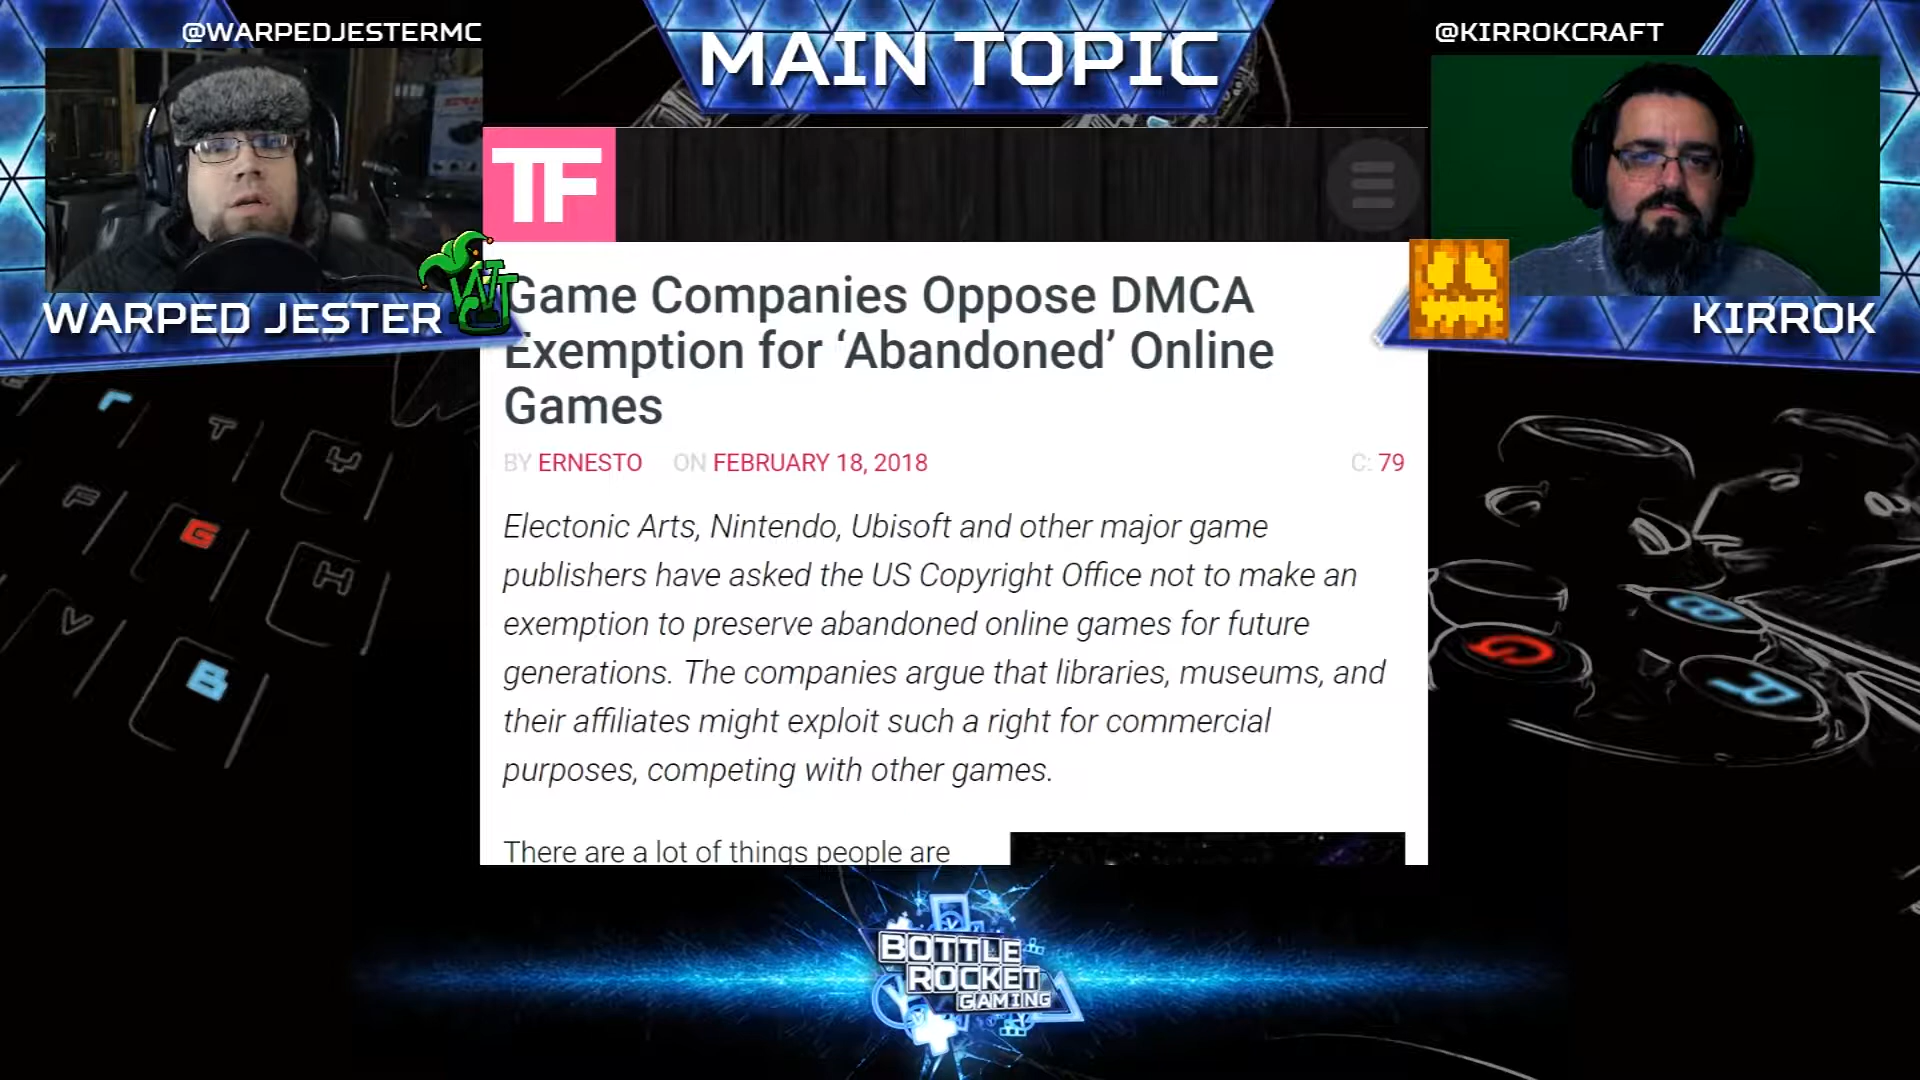 @WARPEDJESTERMC
MAIN TOPIC
@KIRROKCRAFT
TF
WARPED JESTER
WJ
KIRROK
Game Companies Oppose DMCA
Exemption for ‘Abandoned’ Online
Games
BY ERNESTO ON FEBRUARY 18, 2018 C: 79
Electonic Arts, Nintendo, Ubisoft and other major game
publishers have asked the US Copyright Office not to make an
exemption to preserve abandoned online games for future
generations. The companies argue that libraries, museums, and
their affiliates might exploit such a right for commercial
purposes, competing with other games.
There are a lot of things people are
R
T
Y
F
G
H
V
B
B
G
R
BOTTLE
ROCKET
GAMING